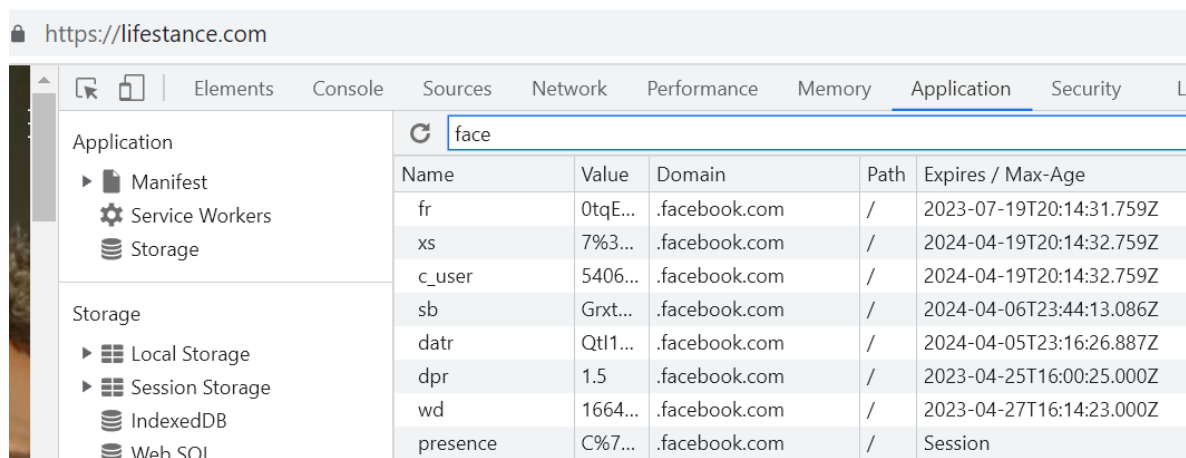 https://lifestance.com
Elements Console Sources Network Performance Memory Application Security L
Application
Manifest
Service Workers
Storage
Storage
Local Storage
Session Storage
IndexedDB
Web SQL
face
Name Value Domain Path Expires / Max-Age
fr 0tqE... .facebook.com / 2023-07-19T20:14:31.759Z
xs 7%3... .facebook.com / 2024-04-19T20:14:32.759Z
c_user 5406... .facebook.com / 2024-04-19T20:14:32.759Z
sb Grxt... .facebook.com / 2024-04-06T23:44:13.086Z
datr QtI1... .facebook.com / 2024-04-05T23:16:26.887Z
dpr 1.5 .facebook.com / 2023-04-25T16:00:25.000Z
wd 1664... .facebook.com / 2023-04-27T16:14:23.000Z
presence C%7... .facebook.com / Session